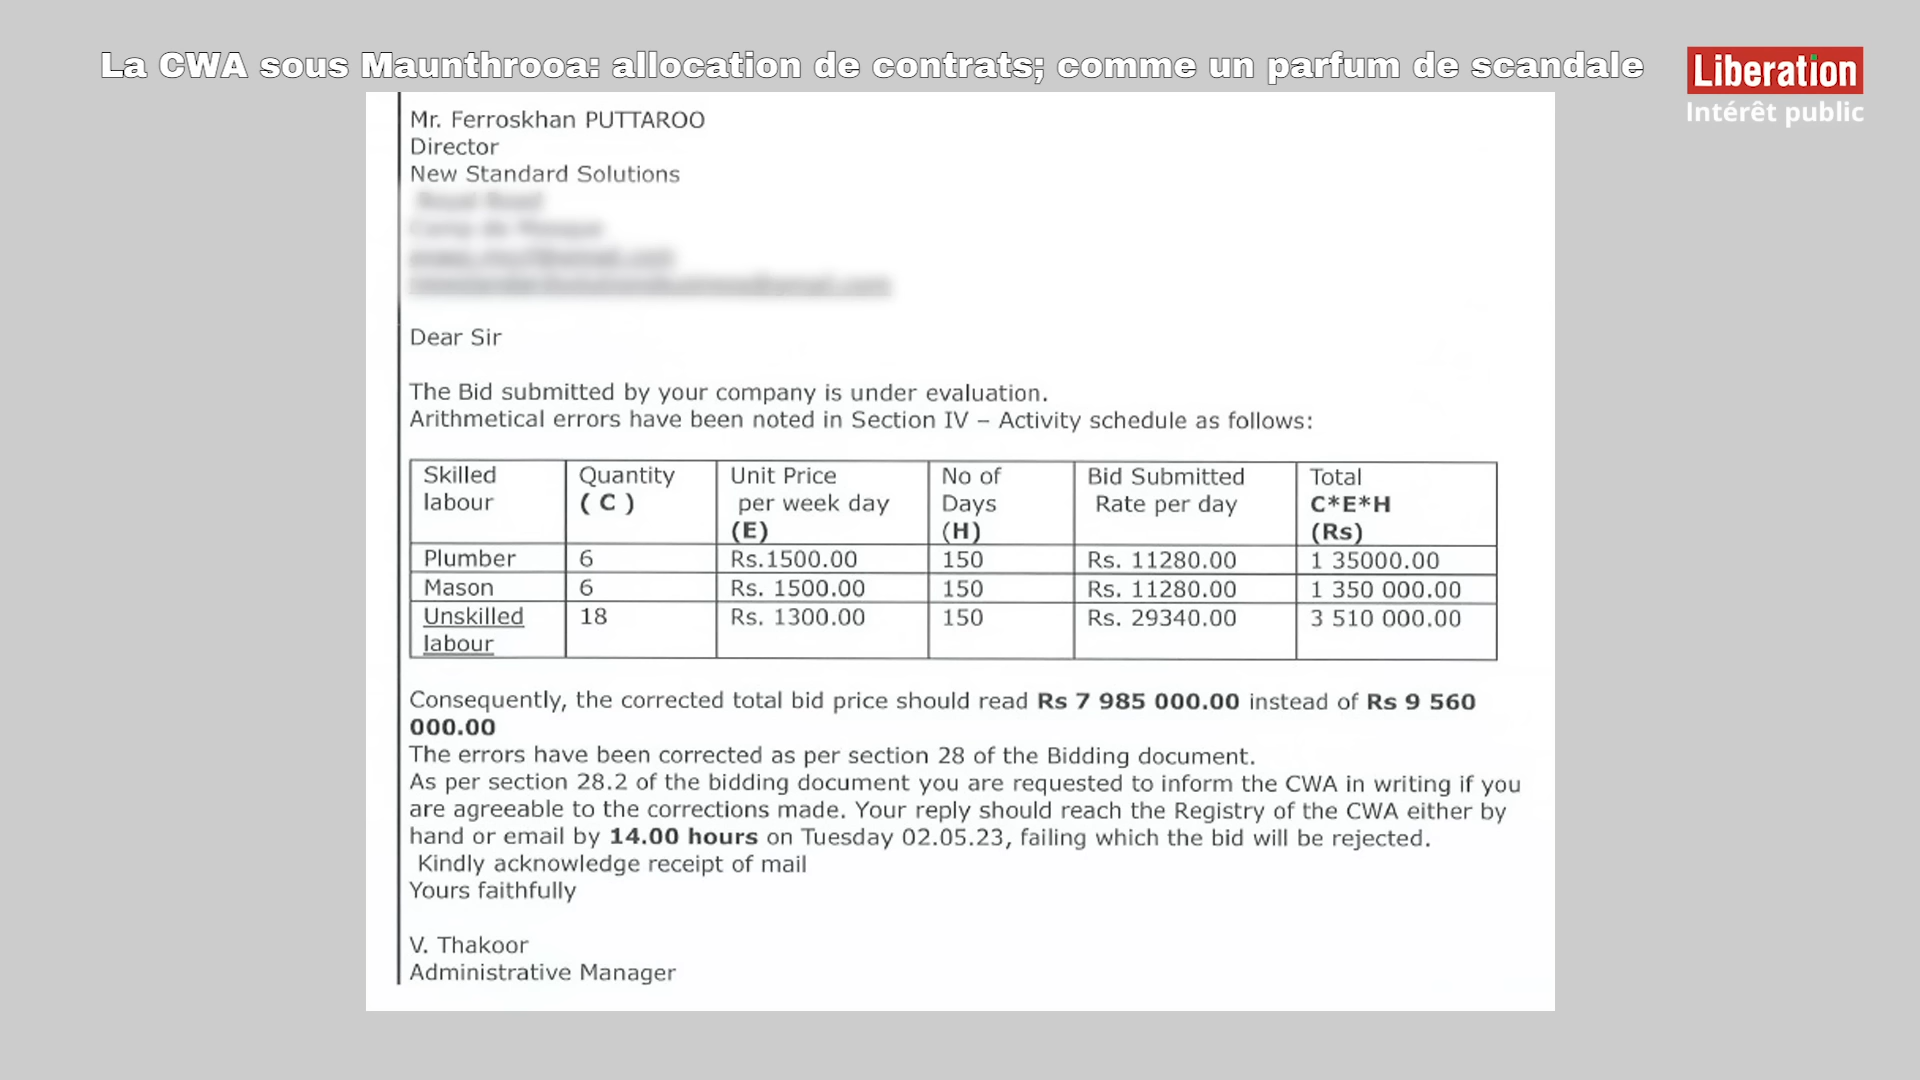 La CWA sous Maunthrooa: allocation de contrats; comme un parfum de scandale
Liberation
Intérêt public
Mr. Ferroskhan PUTTAROO
Director
New Standard Solutions
Dear Sir
The Bid submitted by your company is under evaluation.
Arithmetical errors have been noted in Section IV – Activity schedule as follows:
Skilled labour | Quantity ( C ) | Unit Price per week day (E) | No of Days (H) | Bid Submitted Rate per day | Total C*E*H (Rs)
Plumber | 6 | Rs.1500.00 | 150 | Rs. 11280.00 | 1 35000.00
Mason | 6 | Rs. 1500.00 | 150 | Rs. 11280.00 | 1 350 000.00
Unskilled labour | 18 | Rs. 1300.00 | 150 | Rs. 29340.00 | 3 510 000.00
Consequently, the corrected total bid price should read Rs 7 985 000.00 instead of Rs 9 560
000.00
The errors have been corrected as per section 28 of the Bidding document.
As per section 28.2 of the bidding document you are requested to inform the CWA in writing if you
are agreeable to the corrections made. Your reply should reach the Registry of the CWA either by
hand or email by 14.00 hours on Tuesday 02.05.23, failing which the bid will be rejected.
Kindly acknowledge receipt of mail
Yours faithfully
V. Thakoor
Administrative Manager